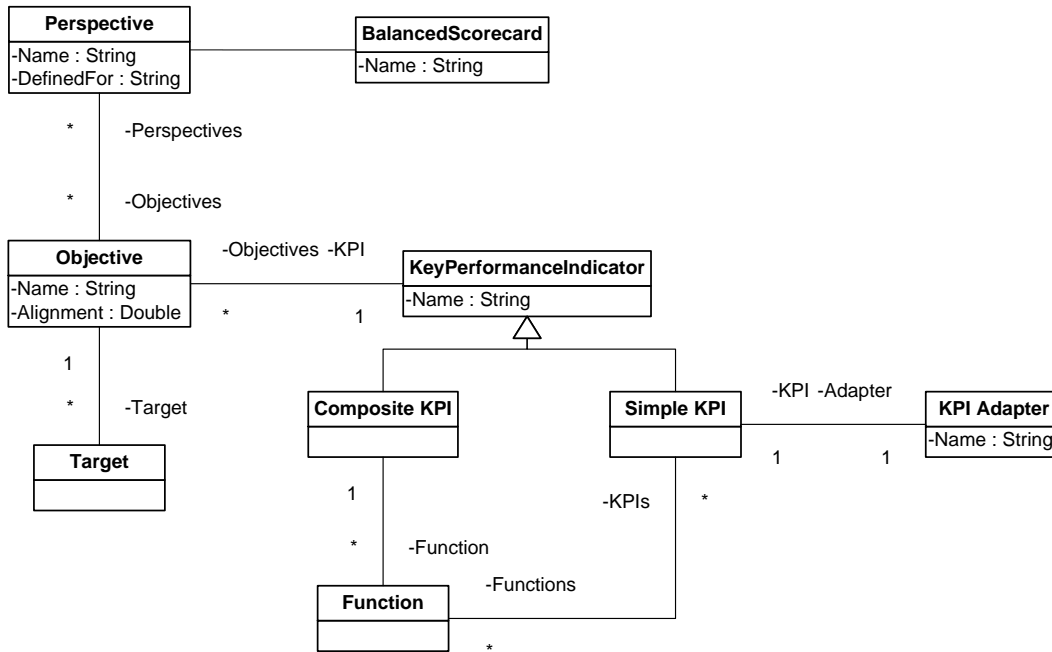 Perspective
-Name : String
-DefinedFor : String
BalancedScorecard
-Name : String
* -Perspectives
* -Objectives
Objective
-Name : String
-Alignment : Double
-Objectives -KPI
* 1
KeyPerformanceIndicator
-Name : String
1
* -Target
Target
Composite KPI
Simple KPI
-KPI -Adapter
1 1
KPI Adapter
-Name : String
1
* -Function
-KPIs *
-Functions
*
Function